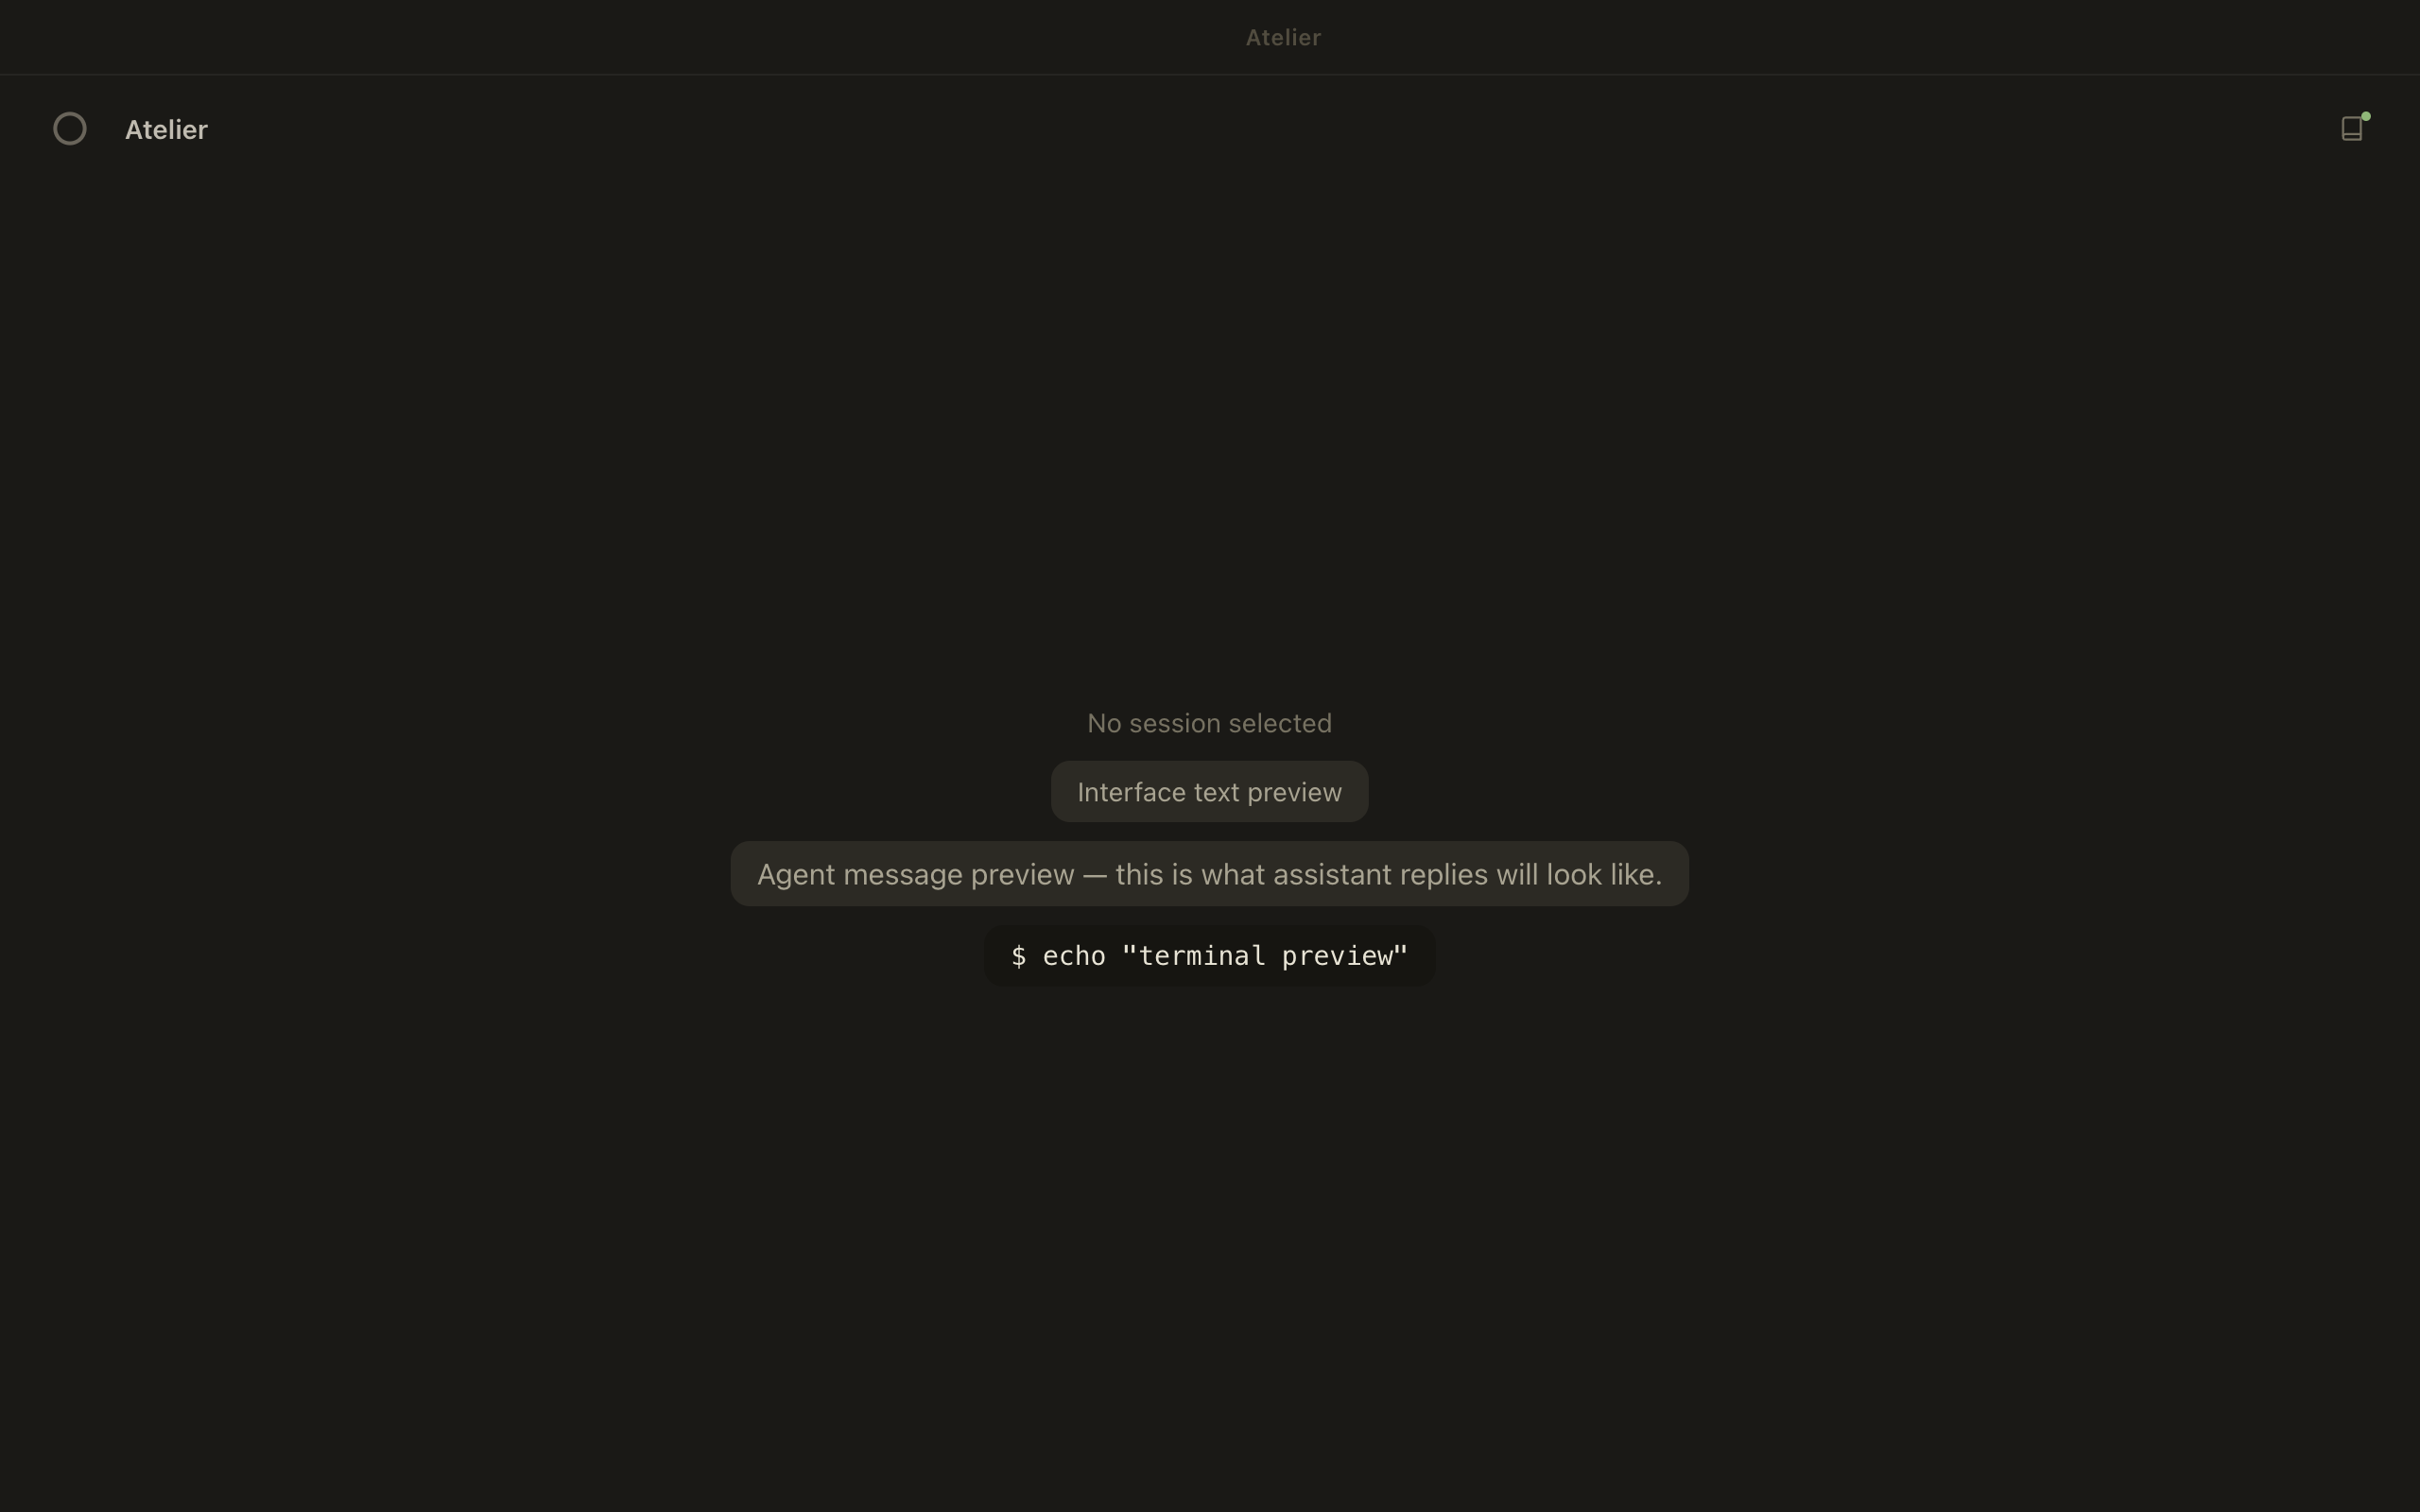 Atelier
Atelier
No session selected
Interface text preview
Agent message preview — this is what assistant replies will look like.
$ echo "terminal preview"